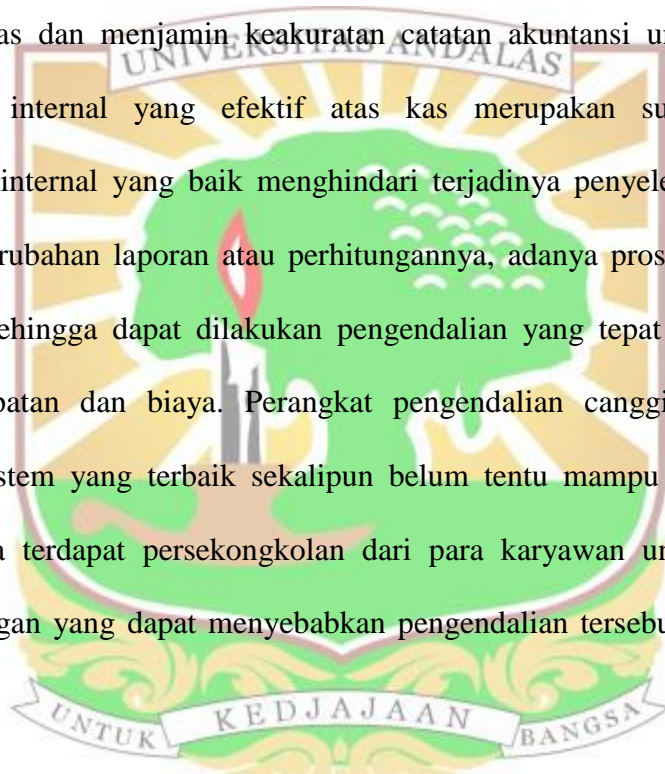 as dan menjamin keakuratan catatan akuntansi u
UNIVERSITAS ANDALAS
internal yang efektif atas kas merupakan su
internal yang baik menghindari terjadinya penyele
rubahan laporan atau perhitungannya, adanya pros
ehingga dapat dilakukan pengendalian yang tepat
patan dan biaya. Perangkat pengendalian canggi
stem yang terbaik sekalipun belum tentu mampu
a terdapat persekongkolan dari para karyawan un
gan yang dapat menyebabkan pengendalian tersebu
UNTUK KEDJAJAAN BANGSA